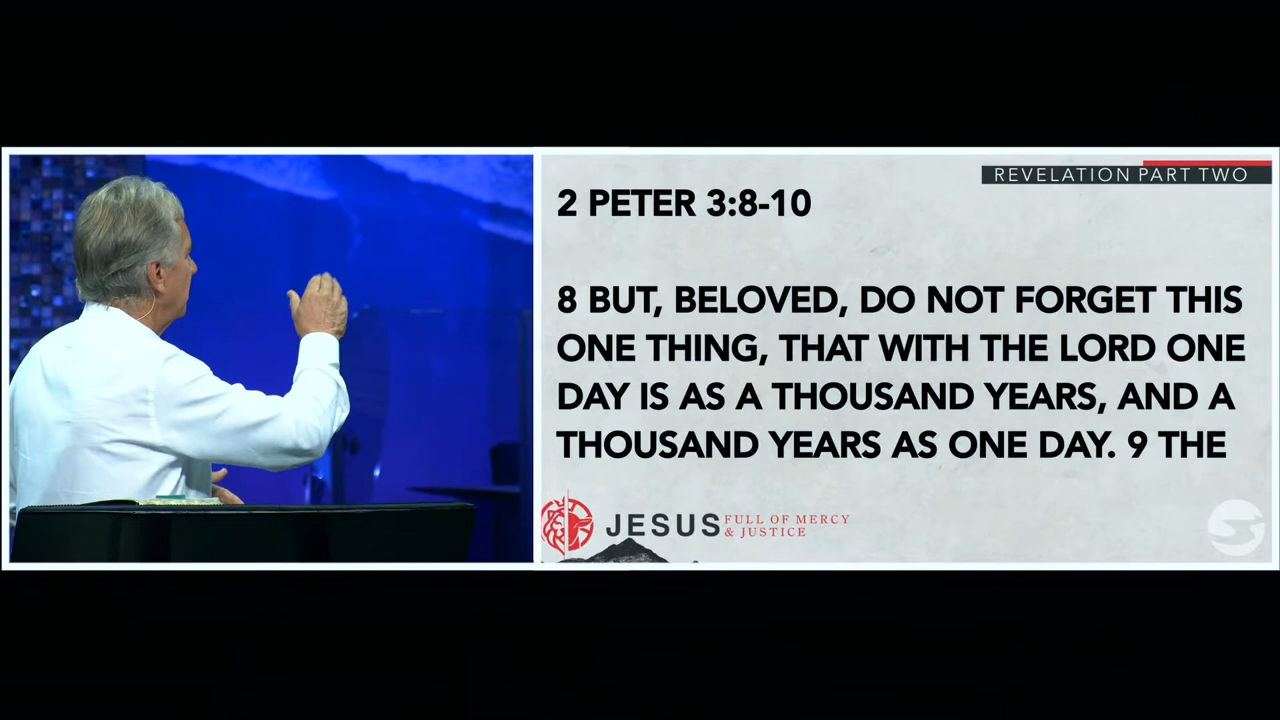 REVELATION PART TWO
2 PETER 3:8-10
8 BUT, BELOVED, DO NOT FORGET THIS
ONE THING, THAT WITH THE LORD ONE
DAY IS AS A THOUSAND YEARS, AND A
THOUSAND YEARS AS ONE DAY. 9 THE
JESUS FULL OF MERCY
& JUSTICE